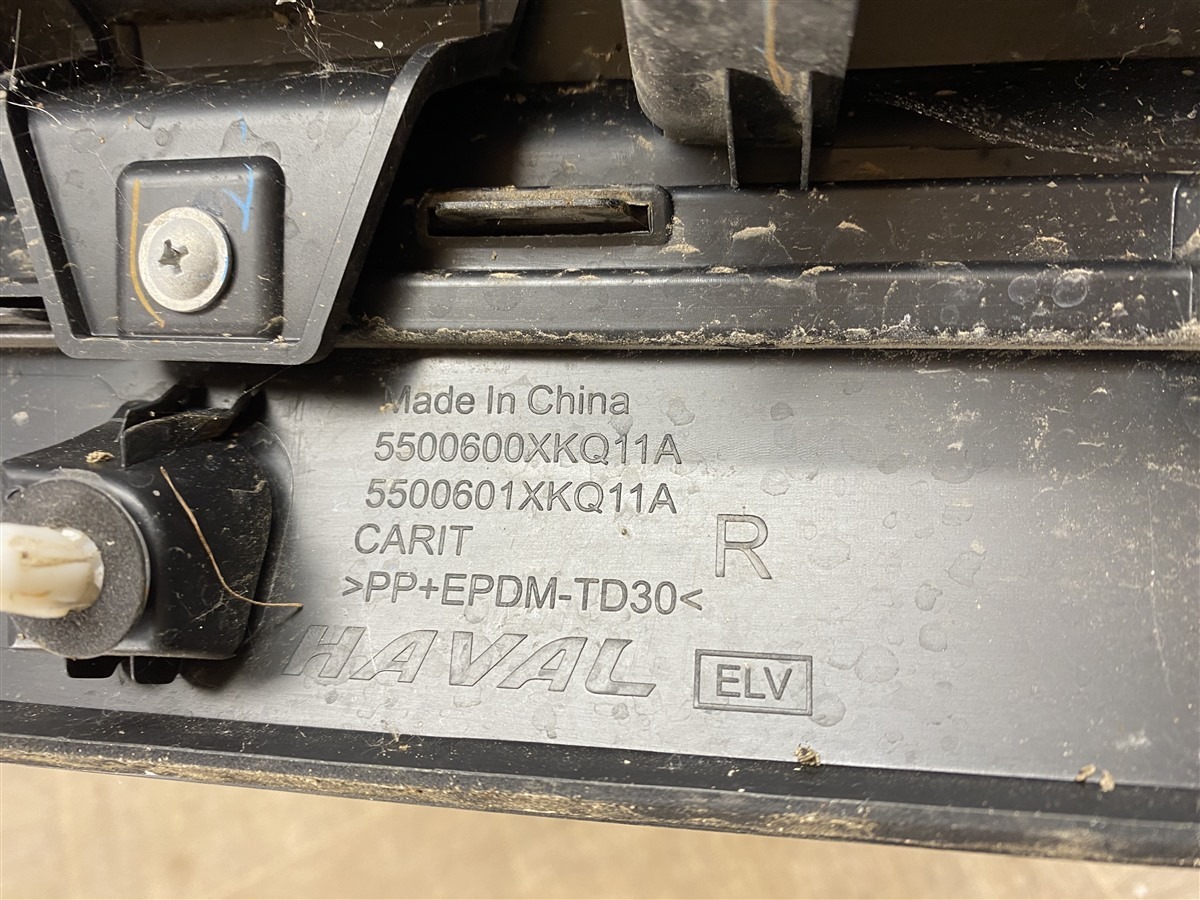 Made In China
5500600XKQ11A
5500601XKQ11A
CARIT
R
>PP+EPDM-TD30<
HAVAL
ELV